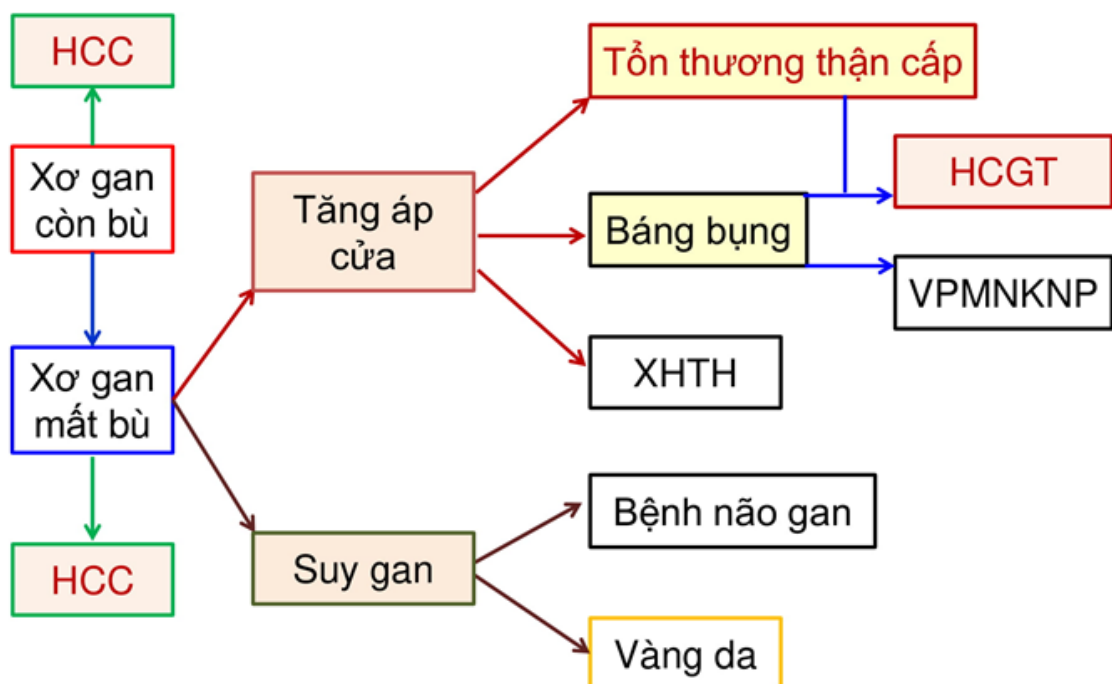 HCC
Xơ gan
còn bù
Xơ gan
mất bù
HCC
Tăng áp
cửa
Suy gan
Tổn thương thận cấp
Báng bụng
XHTH
Bệnh não gan
Vàng da
HCGT
VPMNKNP